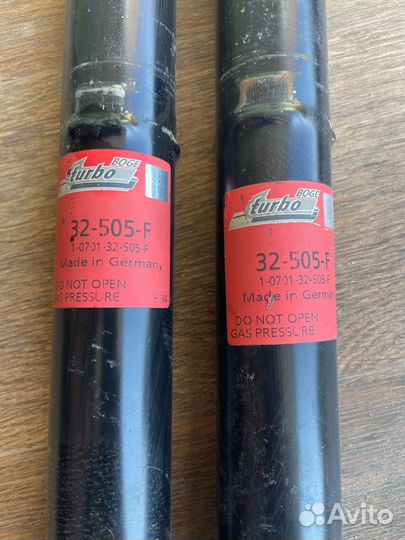 BOGE
turbo
32-505-F
1-0701-32-505-F
Made in Germany
DO NOT OPEN
GAS PRESSURE
BOGE
turbo
32-505-F
1-0701-32-505-F
Made in German
DO NOT OPEN
GAS PRESSURE
Avito